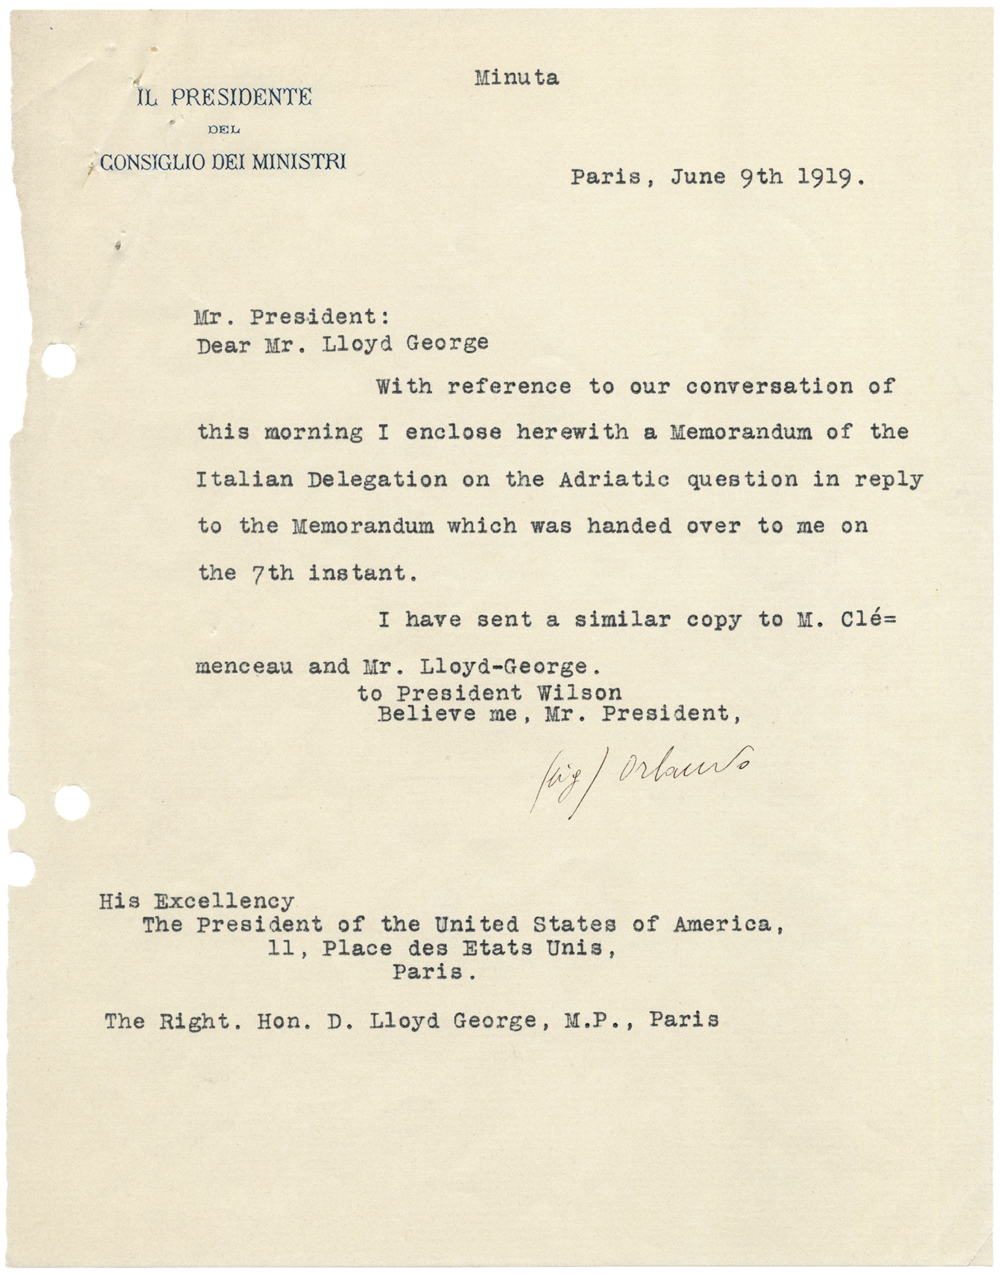 Minuta
IL PRESIDENTE
DEL
CONSIGLIO DEI MINISTRI
Paris, June 9th 1919.
Mr. President:
Dear Mr. Lloyd George
With reference to our conversation of
this morning I enclose herewith a Memorandum of the
Italian Delegation on the Adriatic question in reply
to the Memorandum which was handed over to me on
the 7th instant.
I have sent a similar copy to M. Clé=
menceau and Mr. Lloyd-George.
to President Wilson
Believe me, Mr. President,
(sig) Orlando
His Excellency
The President of the United States of America,
11, Place des Etats Unis,
Paris.
The Right. Hon. D. Lloyd George, M.P., Paris